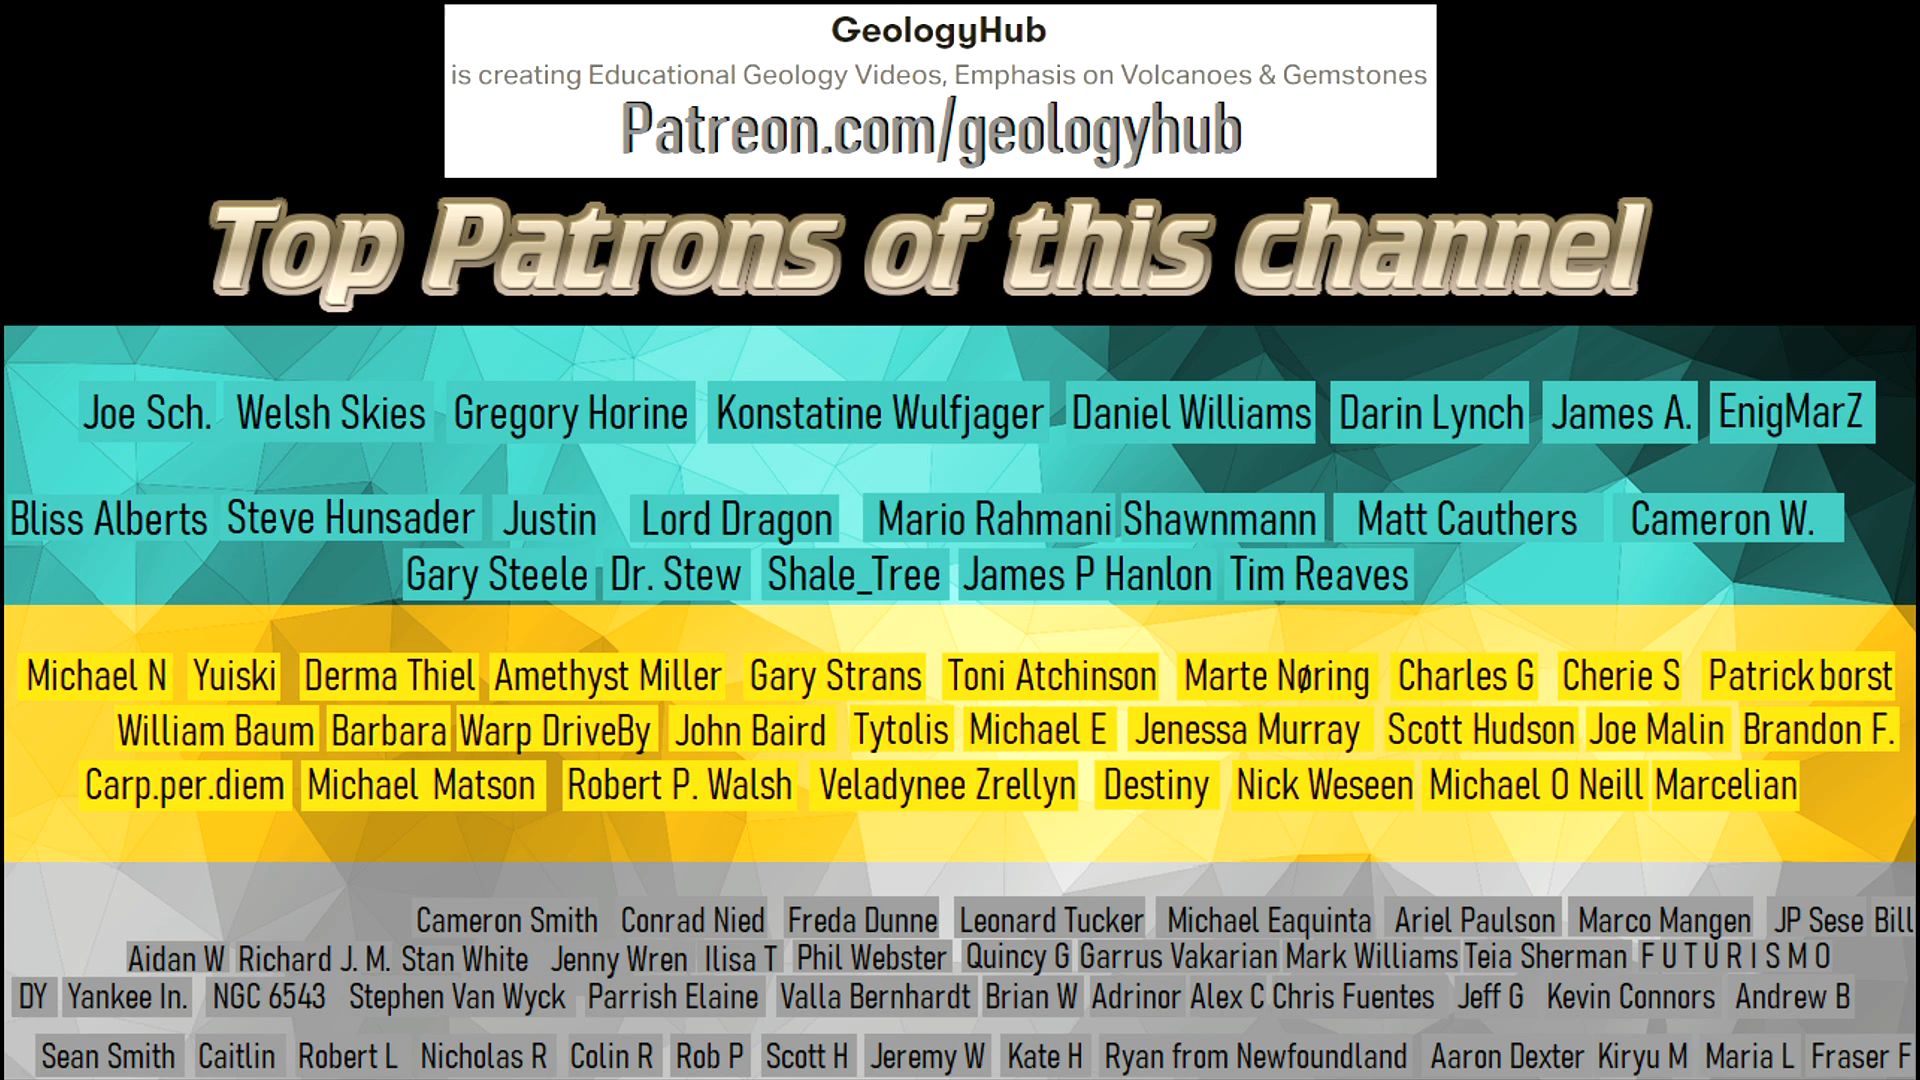 GeologyHub
is creating Educational Geology Videos, Emphasis on Volcanoes & Gemstones
Patreon.com/geologyhub
Top Patrons of this channel
Joe Sch. Welsh Skies Gregory Horine Konstatine Wulfjager Daniel Williams Darin Lynch James A. EnigMarZ
Bliss Alberts Steve Hunsader Justin Lord Dragon Mario Rahmani Shawnmann Matt Cauthers Cameron W.
Gary Steele Dr. Stew Shale_Tree James P Hanlon Tim Reaves
Michael N Yuiski Derma Thiel Amethyst Miller Gary Strans Toni Atchinson Marte Nøring Charles G Cherie S Patrick borst
William Baum Barbara Warp DriveBy John Baird Tytolis Michael E Jenessa Murray Scott Hudson Joe Malin Brandon F.
Carp.per.diem Michael Matson Robert P. Walsh Veladynee Zrellyn Destiny Nick Weseen Michael O Neill Marcelian
Cameron Smith Conrad Nied Freda Dunne Leonard Tucker Michael Eaquinta Ariel Paulson Marco Mangen JP Sese Bill
Aidan W Richard J. M. Stan White Jenny Wren Ilisa T Phil Webster Quincy G Garrus Vakarian Mark Williams Teia Sherman F U T U R I S M O
DY Yankee In. NGC 6543 Stephen Van Wyck Parrish Elaine Valla Bernhardt Brian W Adrinor Alex C Chris Fuentes Jeff G Kevin Connors Andrew B
Sean Smith Caitlin Robert L Nicholas R Colin R Rob P Scott H Jeremy W Kate H Ryan from Newfoundland Aaron Dexter Kiryu M Maria L Fraser F